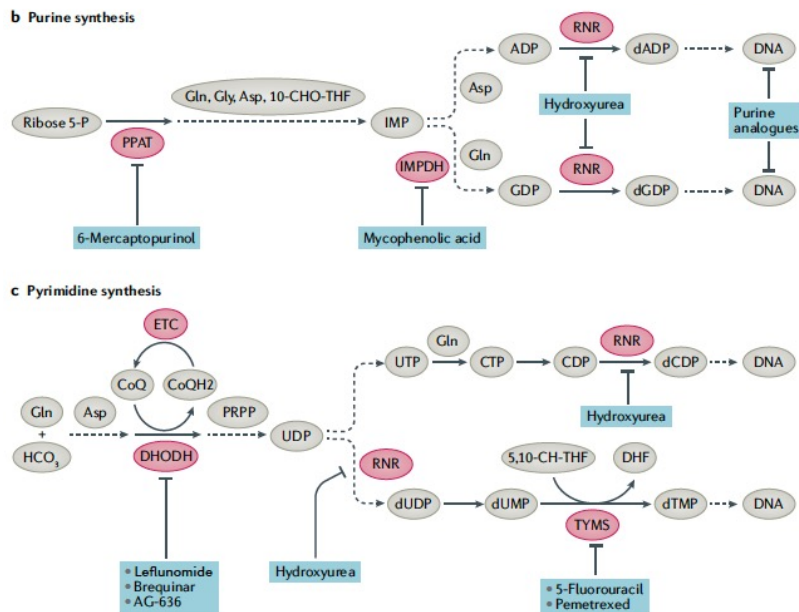 b Purine synthesis
RNR
ADP
dADP
DNA
Gln, Gly, Asp, 10-CHO-THF
Asp
Hydroxyurea
Purine
analogues
Ribose 5-P
IMP
PPAT
Gln
IMPDH
RNR
GDP
dGDP
DNA
6-Mercaptopurinol
Mycophenolic acid
c Pyrimidine synthesis
ETC
Gln
RNR
UTP
CTP
CDP
dCDP
DNA
CoQ
CoQH2
Gln
Asp
PRPP
Hydroxyurea
+
UDP
HCO3
DHODH
RNR
5,10-CH-THF
DHF
dUDP
dUMP
dTMP
DNA
TYMS
• Leflunomide
• Brequinar
• AG-636
Hydroxyurea
• 5-Fluorouracil
• Pemetrexed